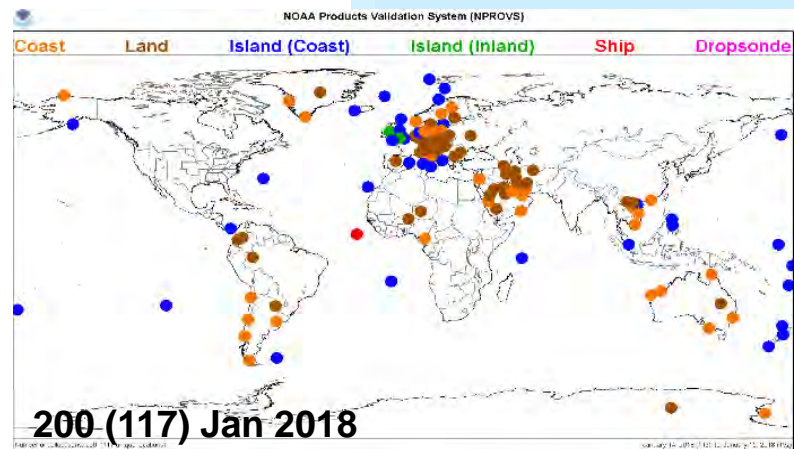 NOAA Products Validation System (NPROVS)
Coast Land Island (Coast) Island (Inland) Ship Dropsonde
200 (117) Jan 2018